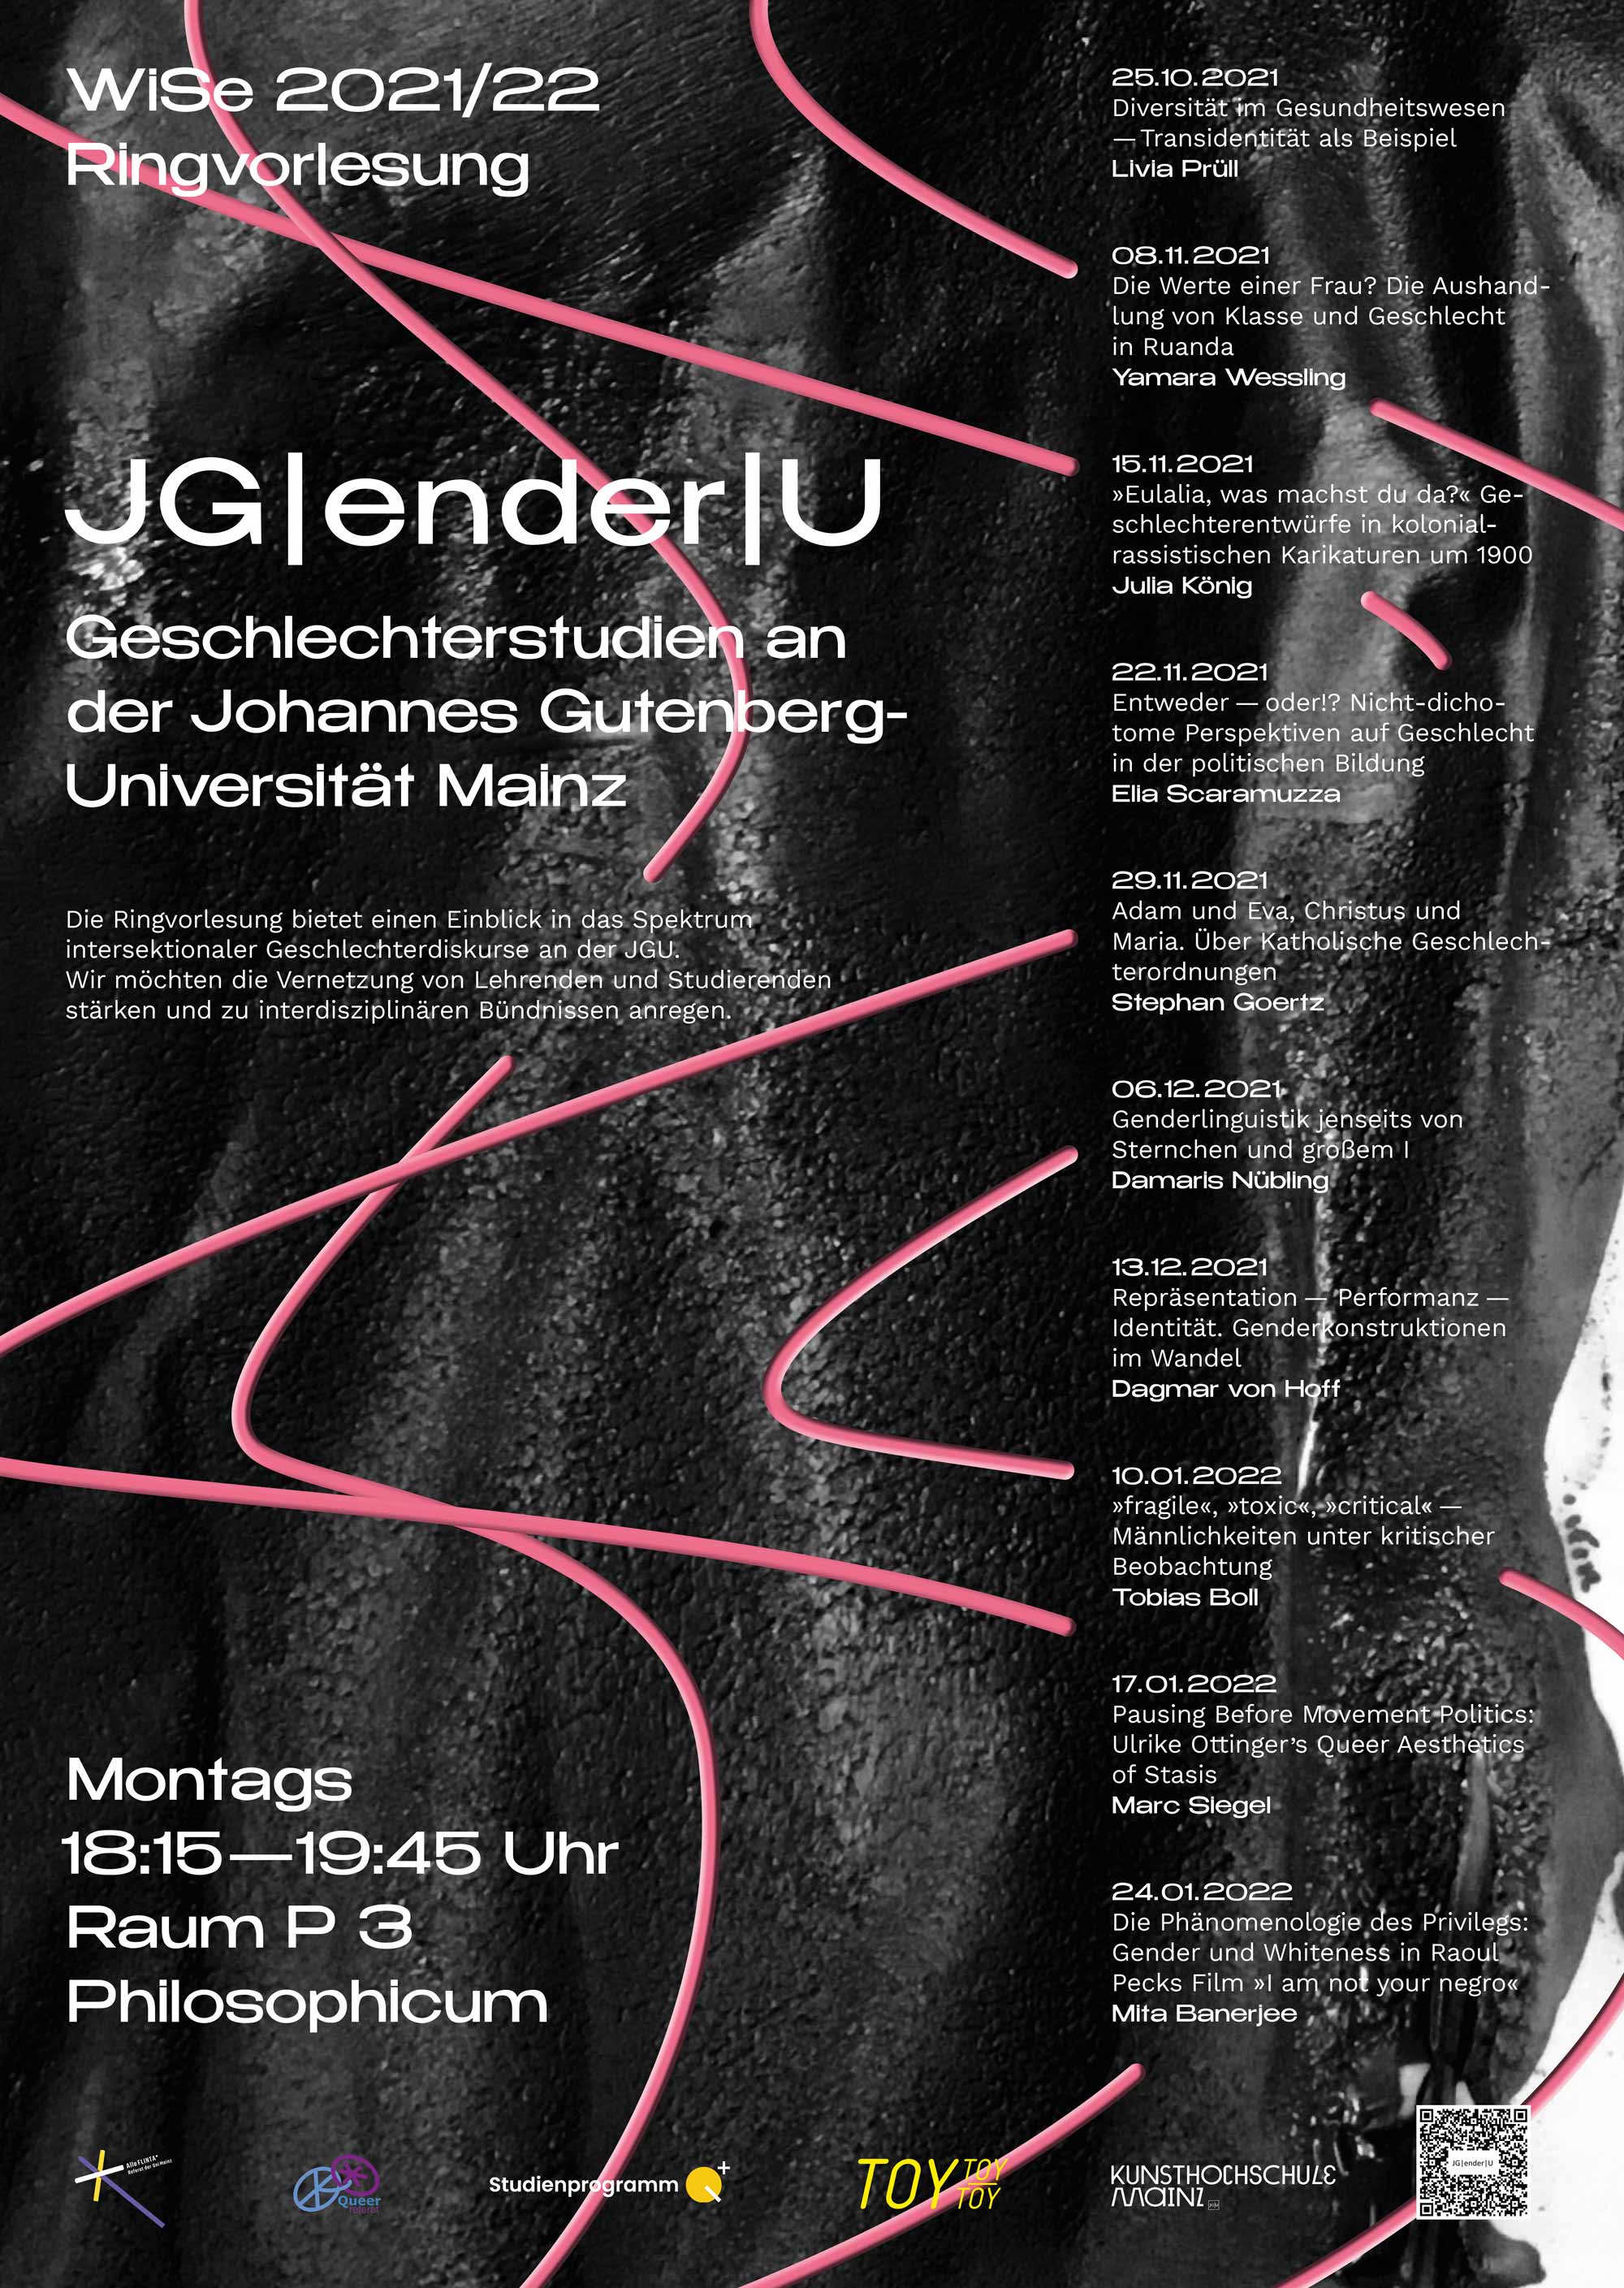 WiSe 2021/22
Ringvorlesung
JG|ender|U
Geschlechterstudien an
der Johannes Gutenberg-
Universität Mainz
Die Ringvorlesung bietet einen Einblick in das Spektrum
intersektionaler Geschlechterdiskurse an der JGU.
Wir möchten die Vernetzung von Lehrenden und Studierenden
stärken und zu interdisziplinären Bündnissen anregen.
Montags
18:15—19:45 Uhr
Raum P 3
Philosophicum
25.10.2021
Diversität im Gesundheitswesen
— Transidentität als Beispiel
Livia Prüll
08.11.2021
Die Werte einer Frau? Die Aushand-
lung von Klasse und Geschlecht
in Ruanda
Yamara Wessling
15.11.2021
»Eulalia, was machst du da?« Ge-
schlechterentwürfe in kolonial-
rassistischen Karikaturen um 1900
Julia König
22.11.2021
Entweder — oder!? Nicht-dicho-
tome Perspektiven auf Geschlecht
in der politischen Bildung
Elia Scaramuzza
29.11.2021
Adam und Eva, Christus und
Maria. Über Katholische Geschlech-
terordnungen
Stephan Goertz
06.12.2021
Genderlinguistik jenseits von
Sternchen und großem I
Damaris Nübling
13.12.2021
Repräsentation — Performanz —
Identität. Genderkonstruktionen
im Wandel
Dagmar von Hoff
10.01.2022
»fragile«, »toxic«, »critical« —
Männlichkeiten unter kritischer
Beobachtung
Tobias Boll
17.01.2022
Pausing Before Movement Politics:
Ulrike Ottinger’s Queer Aesthetics
of Stasis
Marc Siegel
24.01.2022
Die Phänomenologie des Privilegs:
Gender und Whiteness in Raoul
Pecks Film »I am not your negro«
Mita Banerjee
Alle FLINTA*
Referat der Uni Mainz
Queer
referat
Studienprogramm Q+
TOY TOY
TOY
KUNSTHOCHSCHULE
MAINZ
JG|ender|U